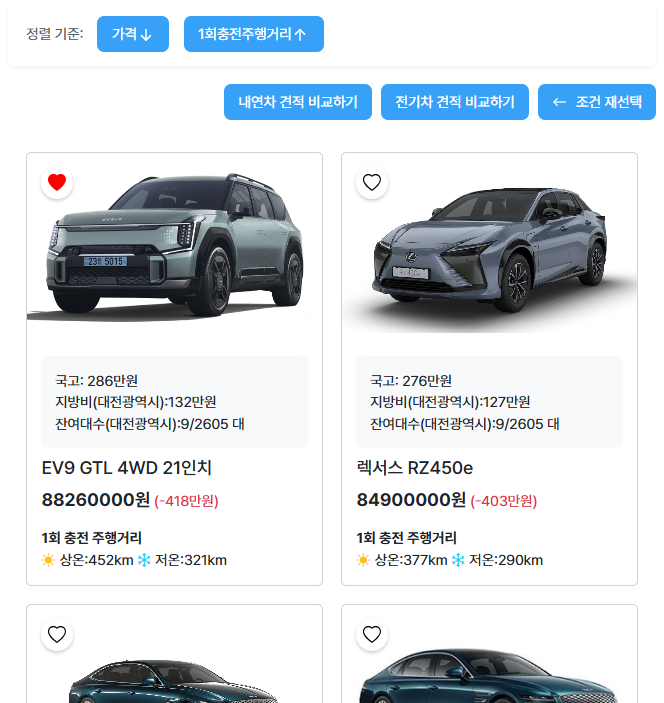 정렬 기준: 가격↓ 1회충전주행거리↑
내연차 견적 비교하기 전기차 견적 비교하기 ← 조건 재선택
국고: 286만원
지방비(대전광역시):132만원
잔여대수(대전광역시):9/2605 대
EV9 GTL 4WD 21인치
88260000원 (-418만원)
1회 충전 주행거리
상온:452km 저온:321km
국고: 276만원
지방비(대전광역시):127만원
잔여대수(대전광역시):9/2605 대
렉서스 RZ450e
84900000원 (-403만원)
1회 충전 주행거리
상온:377km 저온:290km